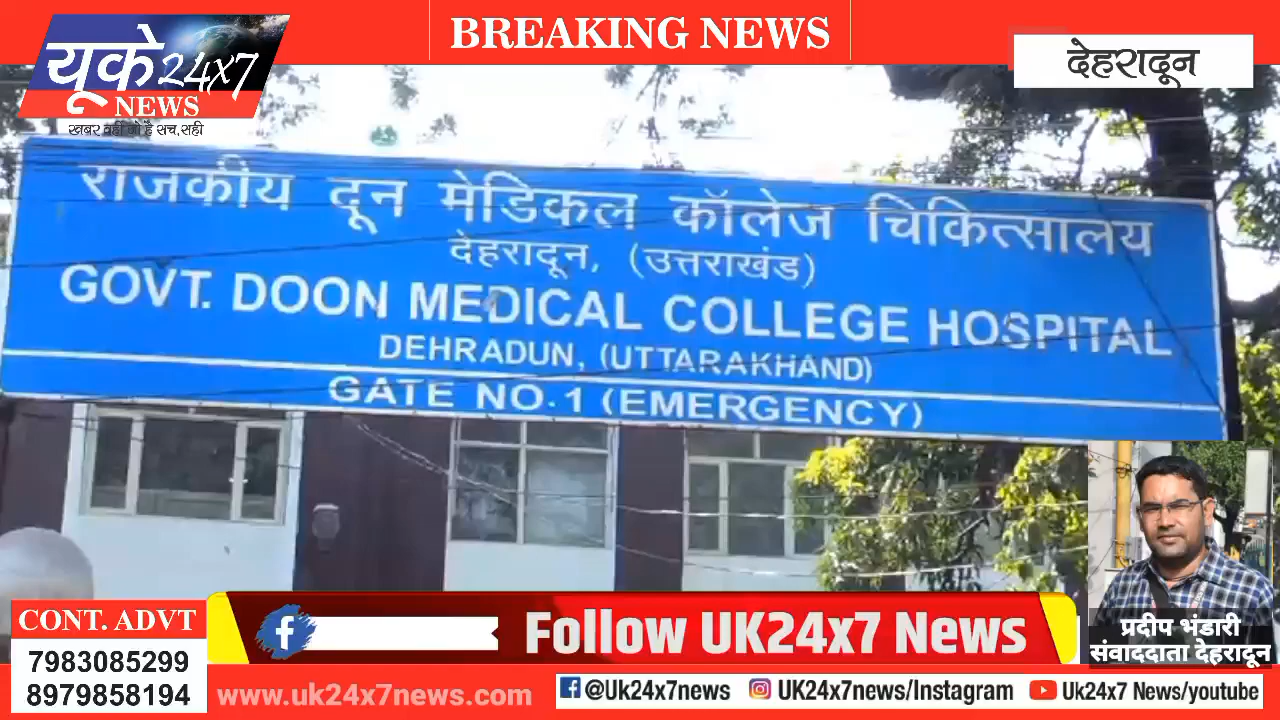 BREAKING NEWS
यूके 24x7
NEWS
ख़बर वहीं जो है सच, सही
देहरादून
राजकीय दून मेडिकल कॉलेज चिकित्सालय
देहरादून, (उत्तराखंड)
GOVT. DOON MEDICAL COLLEGE HOSPITAL
DEHRADUN, (UTTARAKHAND)
GATE NO.1 (EMERGENCY)
प्रदीप भंडारी
संवाददाता देहरादून
CONT. ADVT
7983085299
8979858194
Follow UK24x7 News
www.uk24x7news.com
@Uk24x7news
UK24x7News/Instagram
Uk24x7 News/youtube